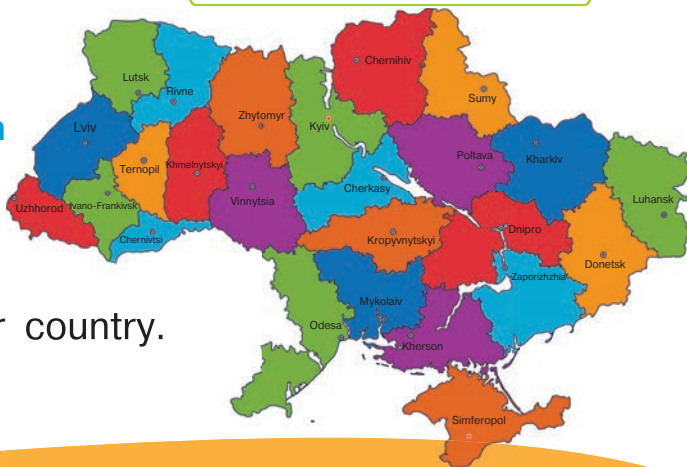 Chernihiv
Lutsk
Rivne
Sumy
Zhytomyr
Kyiv
Lviv
Poltava
Kharkiv
Ternopil
Khmelnytskyi
Cherkasy
Vinnytsia
Luhansk
Uzhhorod
Ivano-Frankivsk
Chernivtsi
Kropyvnytskyi
Dnipro
Donetsk
Zaporizhzhia
Mykolaiv
Odesa
country.
Kherson
Simferopol